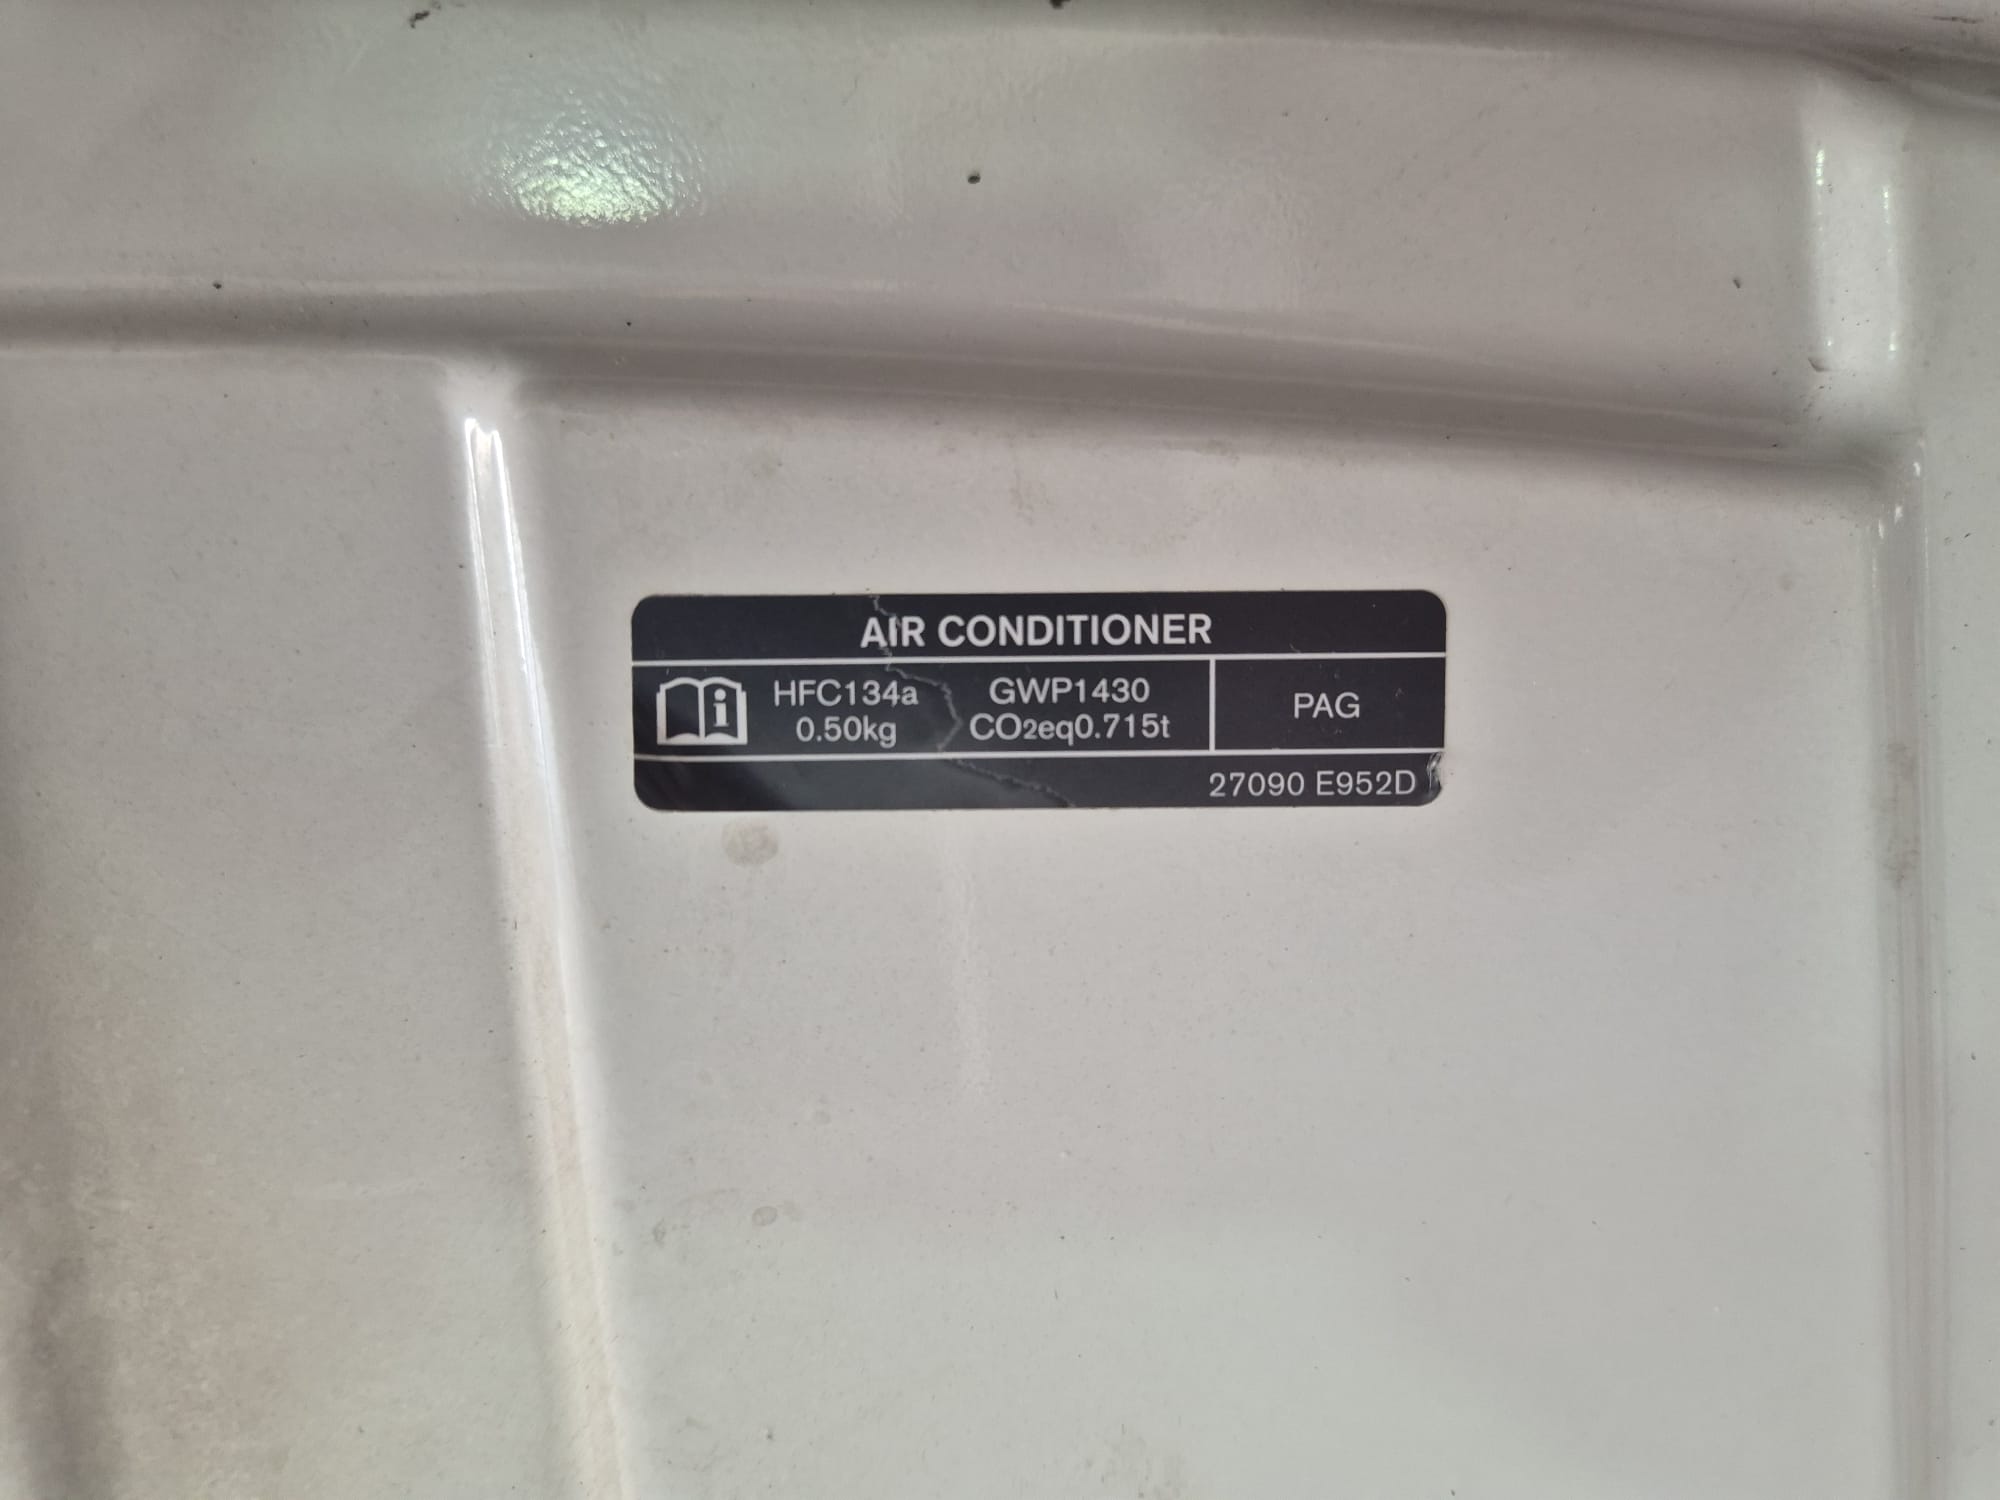 AIR CONDITIONER
HFC134a GWP1430 PAG
0.50kg CO2eq0.715t
27090 E952D